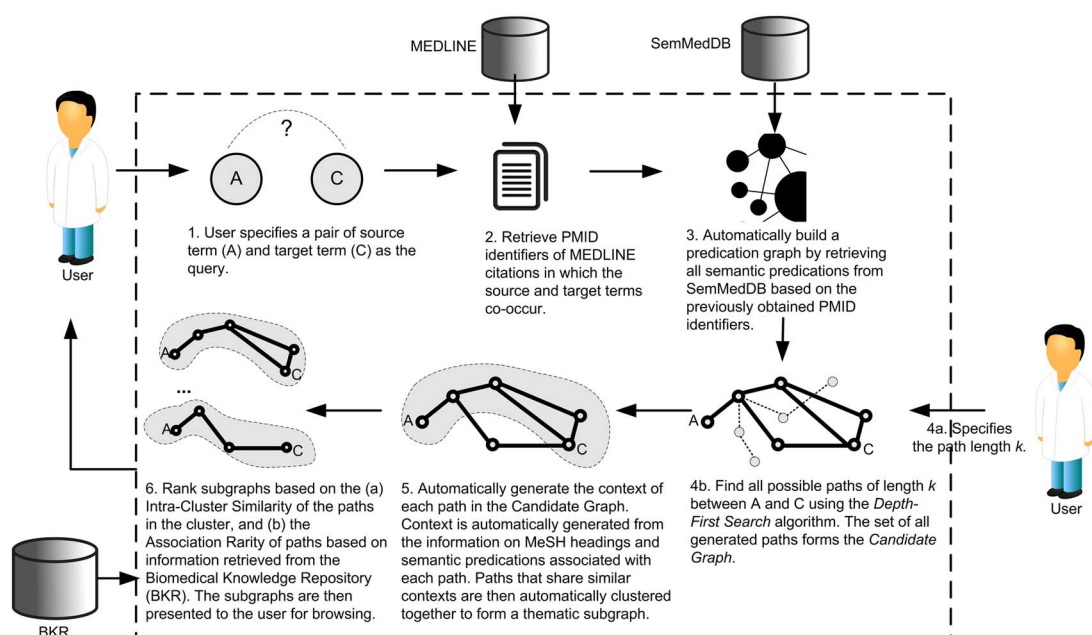 MEDLINE
SemMedDB
?
A
C
User
1. User specifies a pair of source
term (A) and target term (C) as the
query.
2. Retrieve PMID
identifiers of MEDLINE
citations in which the
source and target terms
co-occur.
3. Automatically build a
predication graph by retrieving
all semantic predications from
SemMedDB based on the
previously obtained PMID
identifiers.
A
C
4a. Specifies
the path length k.
User
4b. Find all possible paths of length k
between A and C using the Depth-
First Search algorithm. The set of all
generated paths forms the Candidate
Graph.
A
C
5. Automatically generate the context of
each path in the Candidate Graph.
Context is automatically generated from
the information on MeSH headings and
semantic predications associated with
each path. Paths that share similar
contexts are then automatically clustered
together to form a thematic subgraph.
A
C
...
A
C
6. Rank subgraphs based on the (a)
Intra-Cluster Similarity of the paths
in the cluster, and (b) the
Association Rarity of paths based on
information retrieved from the
Biomedical Knowledge Repository
(BKR). The subgraphs are then
presented to the user for browsing.
BKR